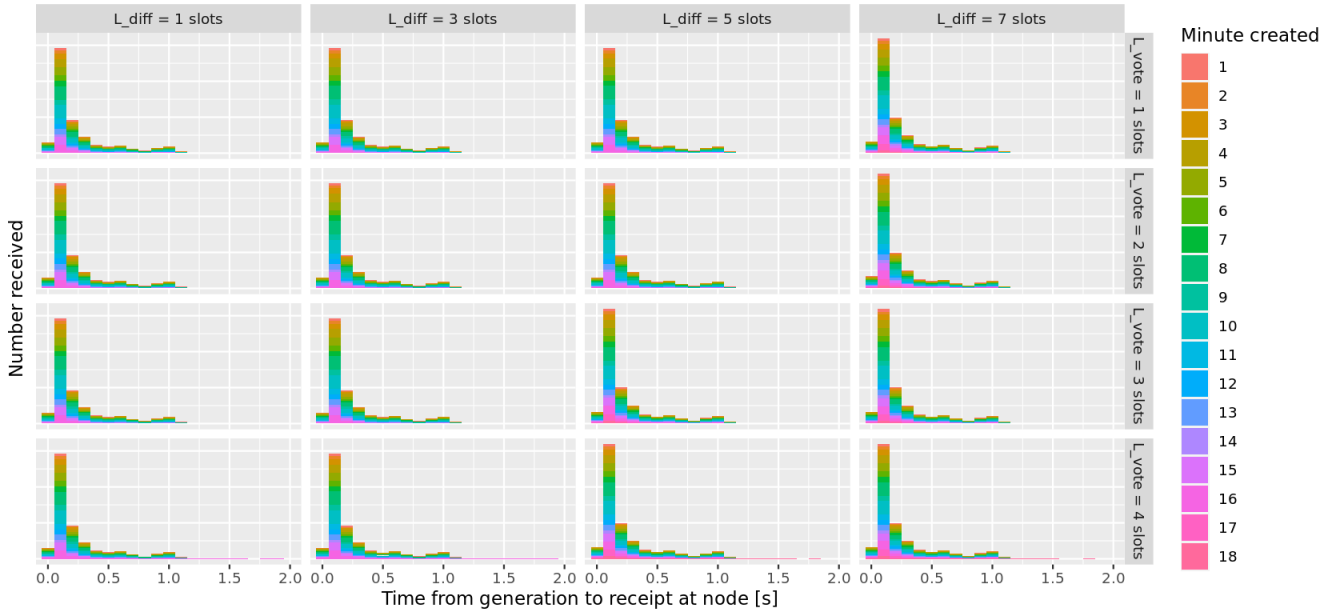 L_diff = 1 slots
L_diff = 3 slots
L_diff = 5 slots
L_diff = 7 slots
L_vote = 1 slots
L_vote = 2 slots
L_vote = 3 slots
L_vote = 4 slots
Number received
0.0 0.5 1.0 1.5 2.0
0.0 0.5 1.0 1.5 2.0
0.0 0.5 1.0 1.5 2.0
0.0 0.5 1.0 1.5 2.0
Time from generation to receipt at node [s]
Minute created
1
2
3
4
5
6
7
8
9
10
11
12
13
14
15
16
17
18